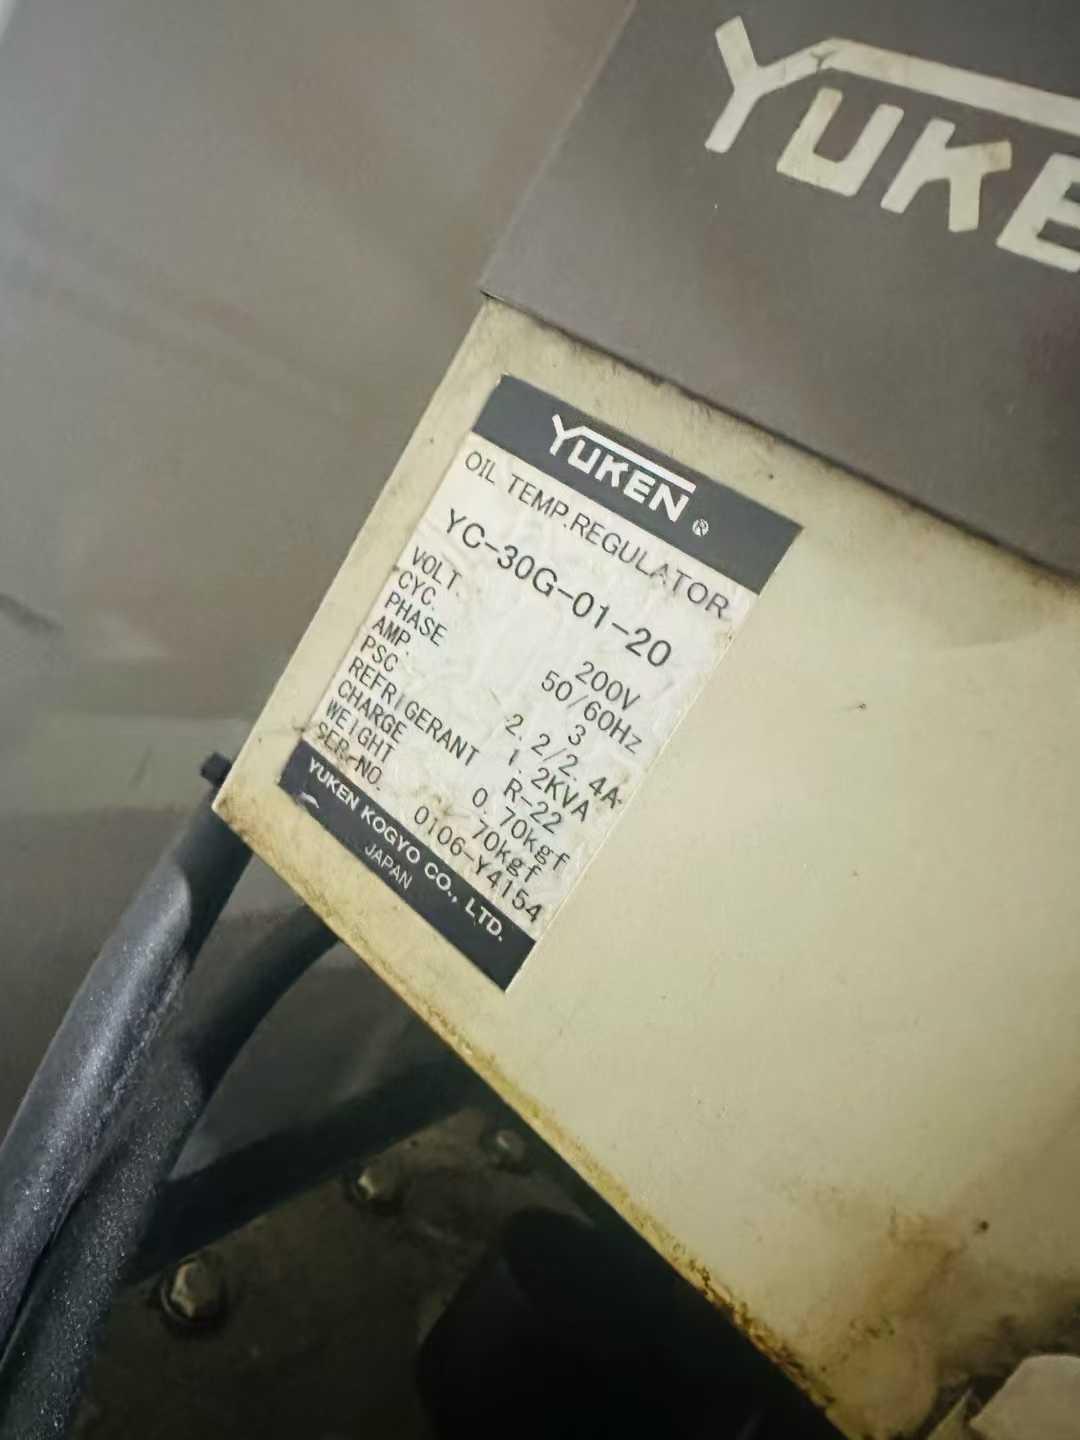 YUKE
YUKEN ®
OIL TEMP.REGULATOR
YC-30G-01-20
VOLT. 200V
CYC. 50/60Hz
PHASE 3
AMP. 2.2/2.4A
PSC 1.2KVA
REFRIGERANT R-22
CHARGE 0.70kgf
WEIGHT 70kgf
SER.NO. 0106-Y4154
YUKEN KOGYO CO., LTD.
JAPAN